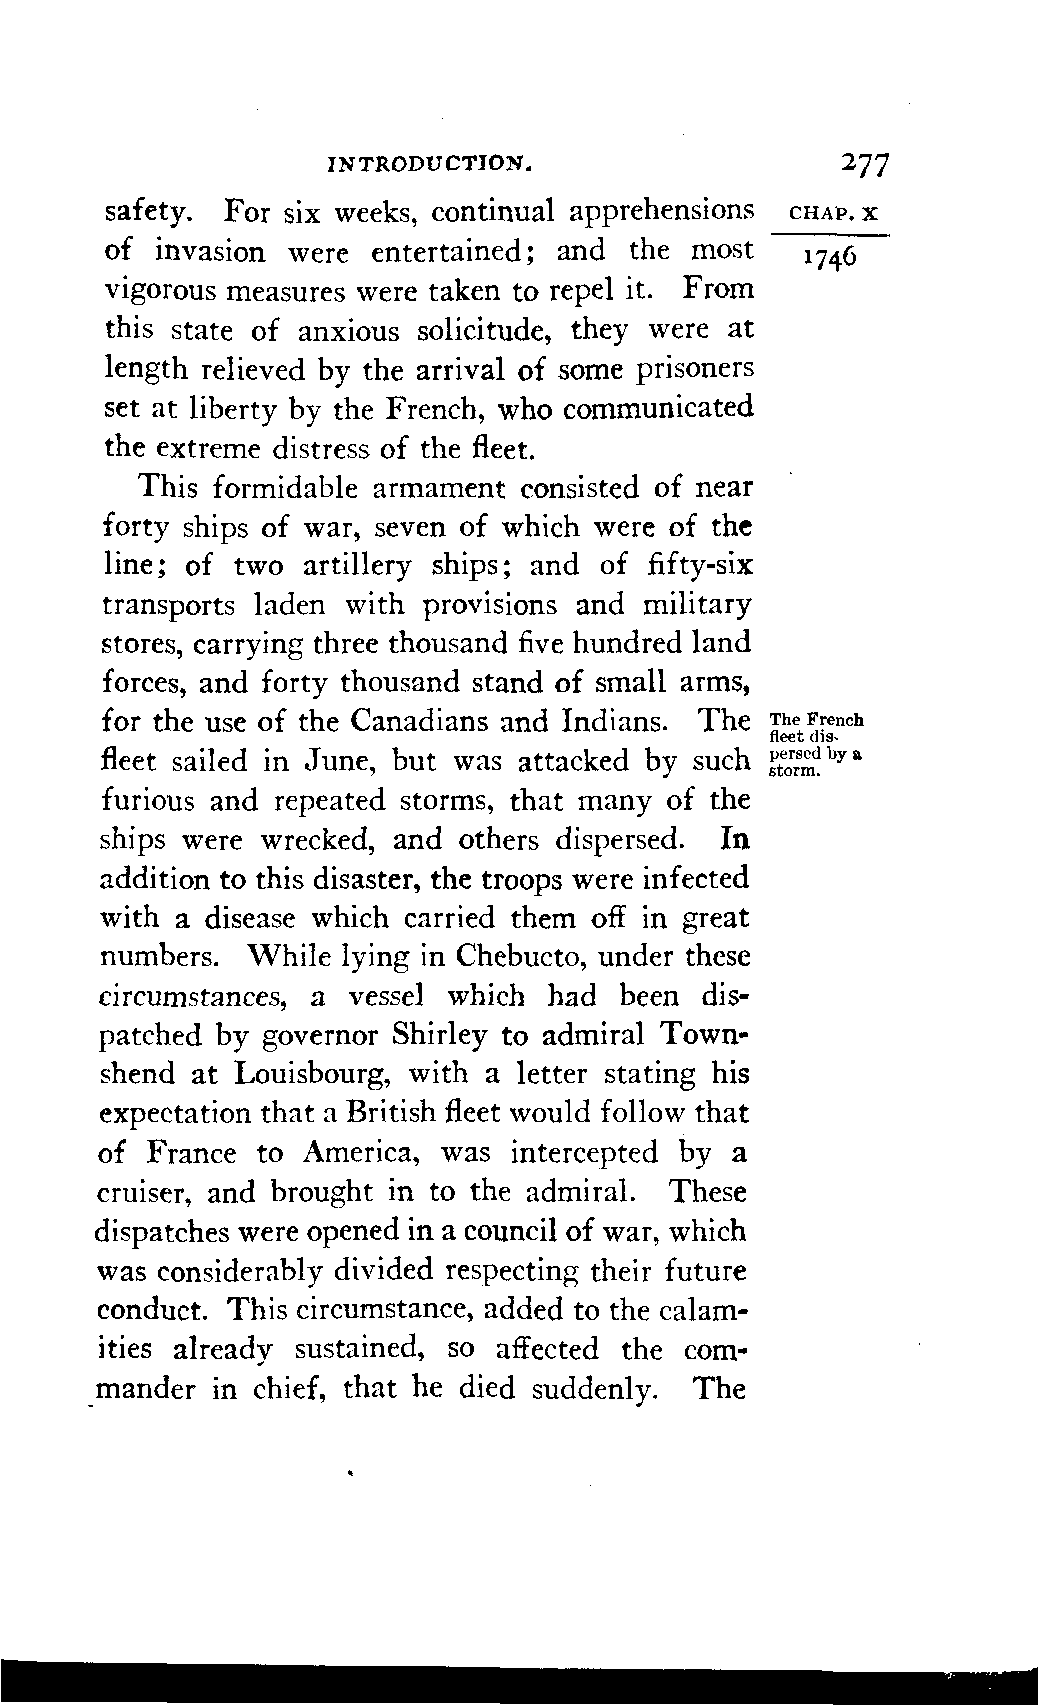 INTRODUCTION. 277
safety. For six weeks, continual apprehensions CHAP. X
of invasion were entertained; and the most 1746
vigorous measures were taken to repel it. From
this state of anxious solicitude, they were at
length relieved by the arrival of some prisoners
set at liberty by the French, who communicated
the extreme distress of the fleet.
This formidable armament consisted of near
forty ships of war, seven of which were of the
line; of two artillery ships; and of fifty-six
transports laden with provisions and military
stores, carrying three thousand five hundred land
forces, and forty thousand stand of small arms,
for the use of the Canadians and Indians. The
The French
fleet dis-
persed by a
storm.
fleet sailed in June, but was attacked by such
furious and repeated storms, that many of the
ships were wrecked, and others dispersed. In
addition to this disaster, the troops were infected
with a disease which carried them off in great
numbers. While lying in Chebucto, under these
circumstances, a vessel which had been dis-
patched by governor Shirley to admiral Town-
shend at Louisbourg, with a letter stating his
expectation that a British fleet would follow that
of France to America, was intercepted by a
cruiser, and brought in to the admiral. These
dispatches were opened in a council of war, which
was considerably divided respecting their future
conduct. This circumstance, added to the calam-
ities already sustained, so affected the com-
mander in chief, that he died suddenly. The